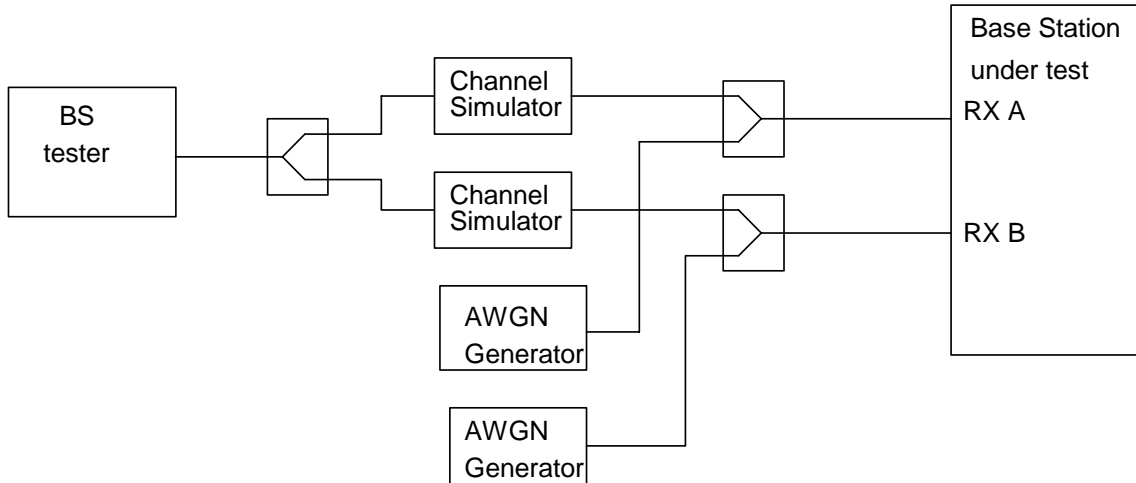 BS
tester
Channel
Simulator
Channel
Simulator
AWGN
Generator
AWGN
Generator
Base Station
under test
RX A
RX B